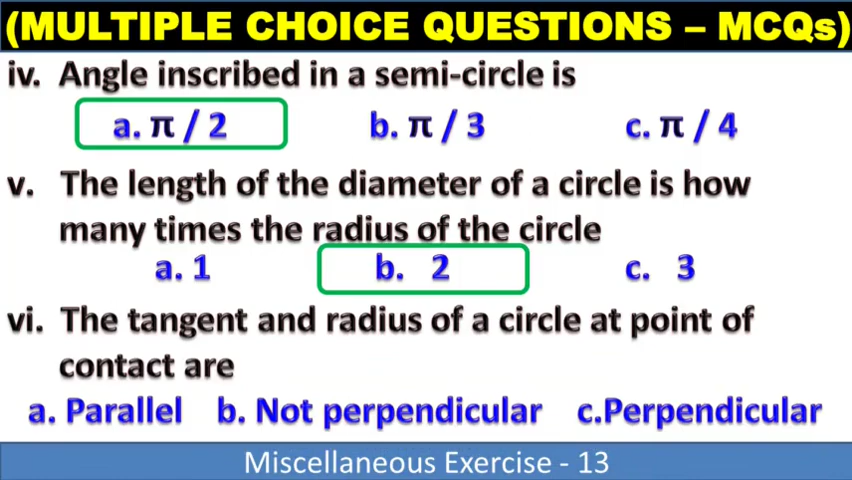 (MULTIPLE CHOICE QUESTIONS – MCQs)
iv. Angle inscribed in a semi-circle is
a. π / 2 b. π / 3 c. π / 4
v. The length of the diameter of a circle is how
many times the radius of the circle
a. 1 b. 2 c. 3
vi. The tangent and radius of a circle at point of
contact are
a. Parallel b. Not perpendicular c.Perpendicular
Miscellaneous Exercise - 13